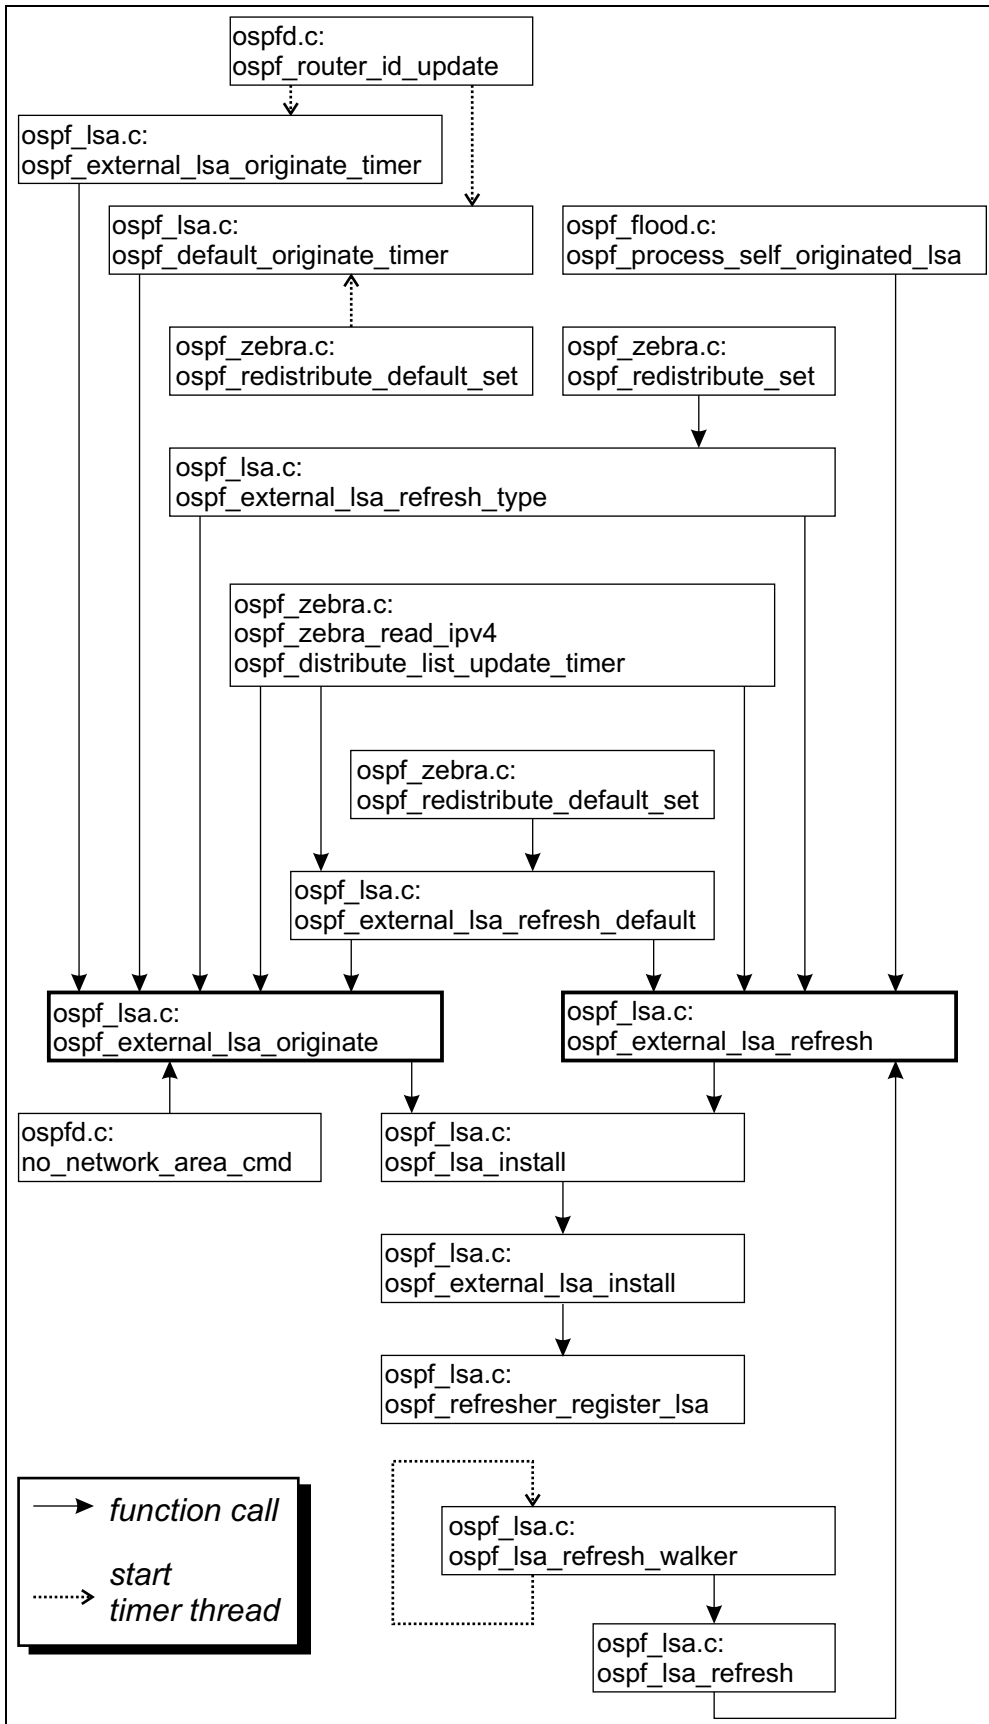 ospfd.c:
ospf_router_id_update
ospf_lsa.c:
ospf_external_lsa_originate_timer
ospf_lsa.c:
ospf_default_originate_timer
ospf_flood.c:
ospf_process_self_originated_lsa
ospf_zebra.c:
ospf_redistribute_default_set
ospf_zebra.c:
ospf_redistribute_set
ospf_lsa.c:
ospf_external_lsa_refresh_type
ospf_zebra.c:
ospf_zebra_read_ipv4
ospf_distribute_list_update_timer
ospf_zebra.c:
ospf_redistribute_default_set
ospf_lsa.c:
ospf_external_lsa_refresh_default
ospf_lsa.c:
ospf_external_lsa_originate
ospf_lsa.c:
ospf_external_lsa_refresh
ospfd.c:
no_network_area_cmd
ospf_lsa.c:
ospf_lsa_install
ospf_lsa.c:
ospf_external_lsa_install
ospf_lsa.c:
ospf_refresher_register_lsa
function call
start
timer thread
ospf_lsa.c:
ospf_lsa_refresh_walker
ospf_lsa.c:
ospf_lsa_refresh